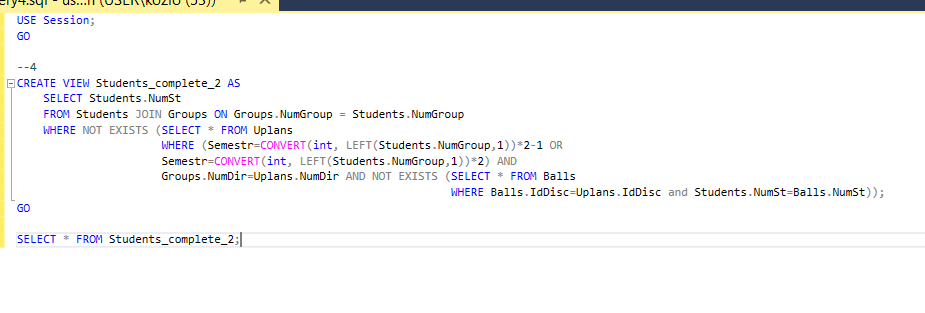 ery4.sql - us...n (USER\kozlo (53))
USE Session;
GO
--4
CREATE VIEW Students_complete_2 AS
SELECT Students.NumSt
FROM Students JOIN Groups ON Groups.NumGroup = Students.NumGroup
WHERE NOT EXISTS (SELECT * FROM Uplans
WHERE (Semestr=CONVERT(int, LEFT(Students.NumGroup,1))*2-1 OR
Semestr=CONVERT(int, LEFT(Students.NumGroup,1))*2) AND
Groups.NumDir=Uplans.NumDir AND NOT EXISTS (SELECT * FROM Balls
WHERE Balls.IdDisc=Uplans.IdDisc and Students.NumSt=Balls.NumSt));
GO
SELECT * FROM Students_complete_2;